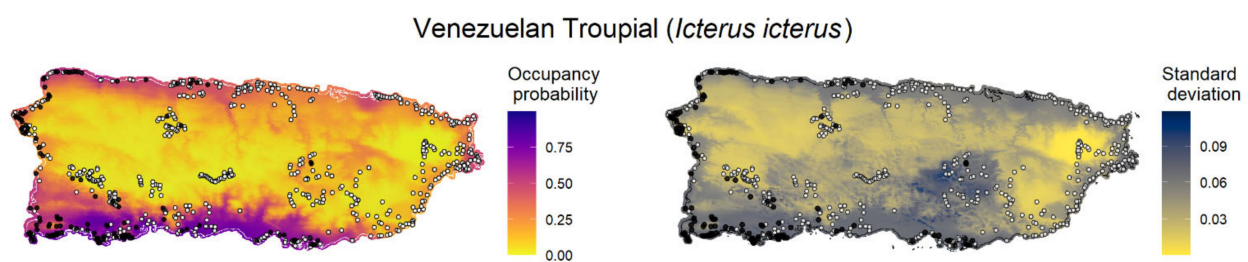 Venezuelan Troupial (Icterus icterus)
Occupancy
probability
0.75
0.50
0.25
0.00
Standard
deviation
0.09
0.06
0.03